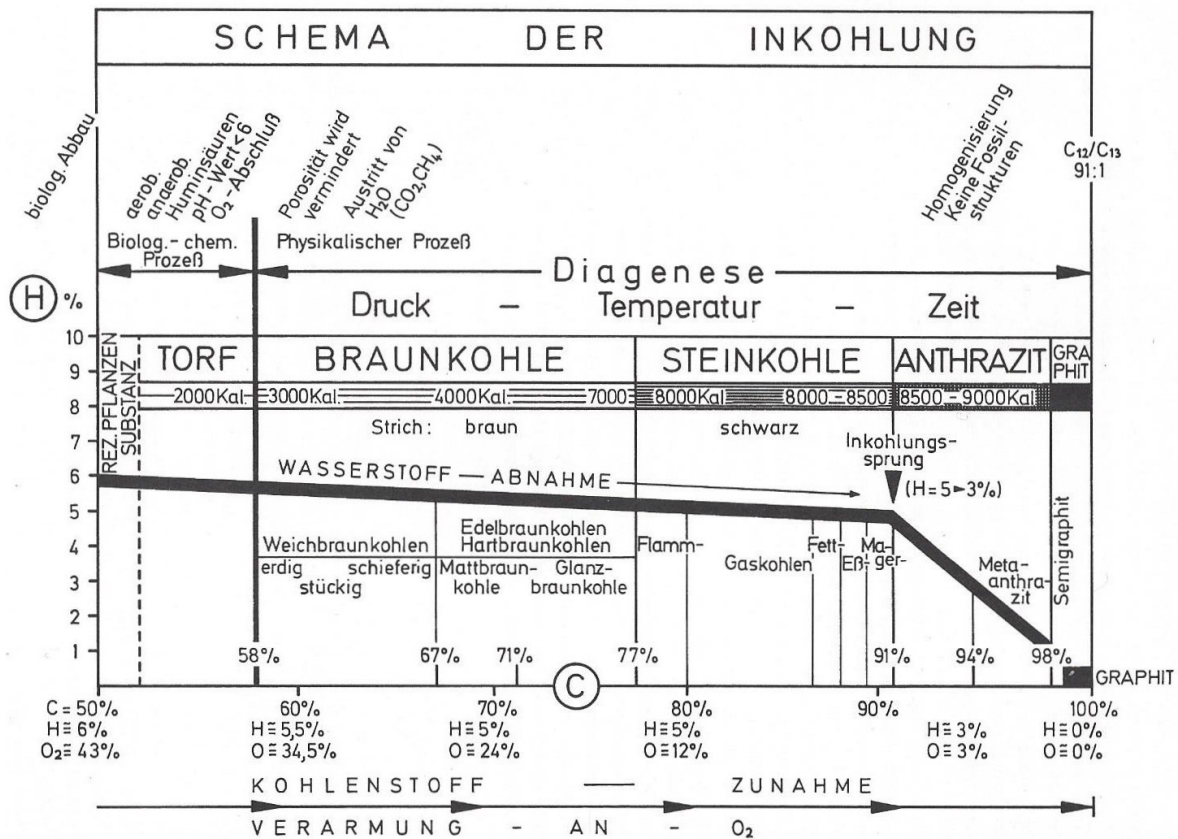 SCHEMA DER INKOHLUNG
biolog. Abbau
aerob.
anaerob.
Huminsäuren
pH-Wert<6
O₂-Abschluß
Porosität wird
vermindert
Austritt von
H₂O
(CO₂,CH₄)
Homogenisierung
Keine Fossil-
strukturen
C₁₂/C₁₃
91:1
Biolog.-chem.
Prozeß
Physikalischer Prozeß
Diagenese
Druck – Temperatur – Zeit
H %
10
9
8
7
6
5
4
3
2
1
REZ. PFLANZEN
SUBSTANZ
TORF
BRAUNKOHLE
STEINKOHLE
ANTHRAZIT
GRA
PHIT
2000Kal. 3000Kal. 4000Kal. 7000 8000Kal 8000–8500 8500–9000Kal
Strich: braun schwarz
Inkohlungs-
sprung
(H=5►3%)
WASSERSTOFF — ABNAHME
Weichbraunkohlen
erdig schieferig
stückig
Edelbraunkohlen
Hartbraunkohlen
Mattbraun-
kohle
Glanz-
braunkohle
Flamm-
Gaskohlen
Fett-
Eß-
Ma-
ger-
Meta-
anthra-
zit
Semigraphit
58% 67% 71% 77% 91% 94% 98%
C
GRAPHIT
C = 50% 60% 70% 80% 90% 100%
H≡6% H≡5,5% H≡5% H≡5% H≡3% H≡0%
O₂≡43% O≡34,5% O≡24% O≡12% O≡3% O≡0%
KOHLENSTOFF — ZUNAHME
VERARMUNG - AN - O₂